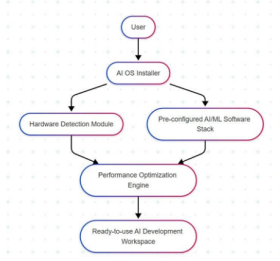 User
AI OS Installer
Hardware Detection Module
Pre-configured AI/ML Software
Stack
Performance Optimization
Engine
Ready-to-use AI Development
Workspace